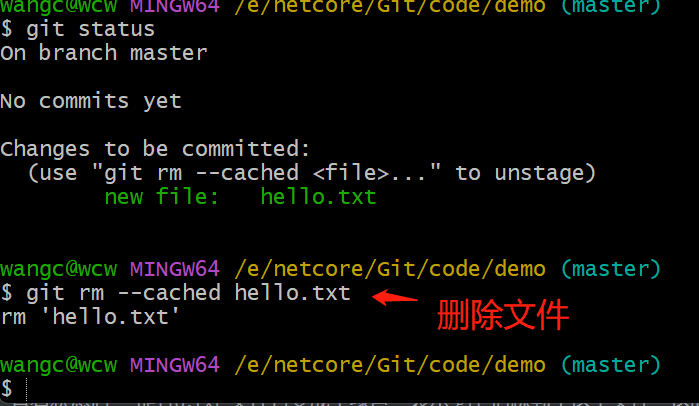 wangc@wcw MINGW64 /e/netcore/Git/code/demo (master)
$ git status
On branch master
No commits yet
Changes to be committed:
(use "git rm --cached <file>..." to unstage)
new file: hello.txt
wangc@wcw MINGW64 /e/netcore/Git/code/demo (master)
$ git rm --cached hello.txt
rm 'hello.txt'
删除文件
wangc@wcw MINGW64 /e/netcore/Git/code/demo (master)
$